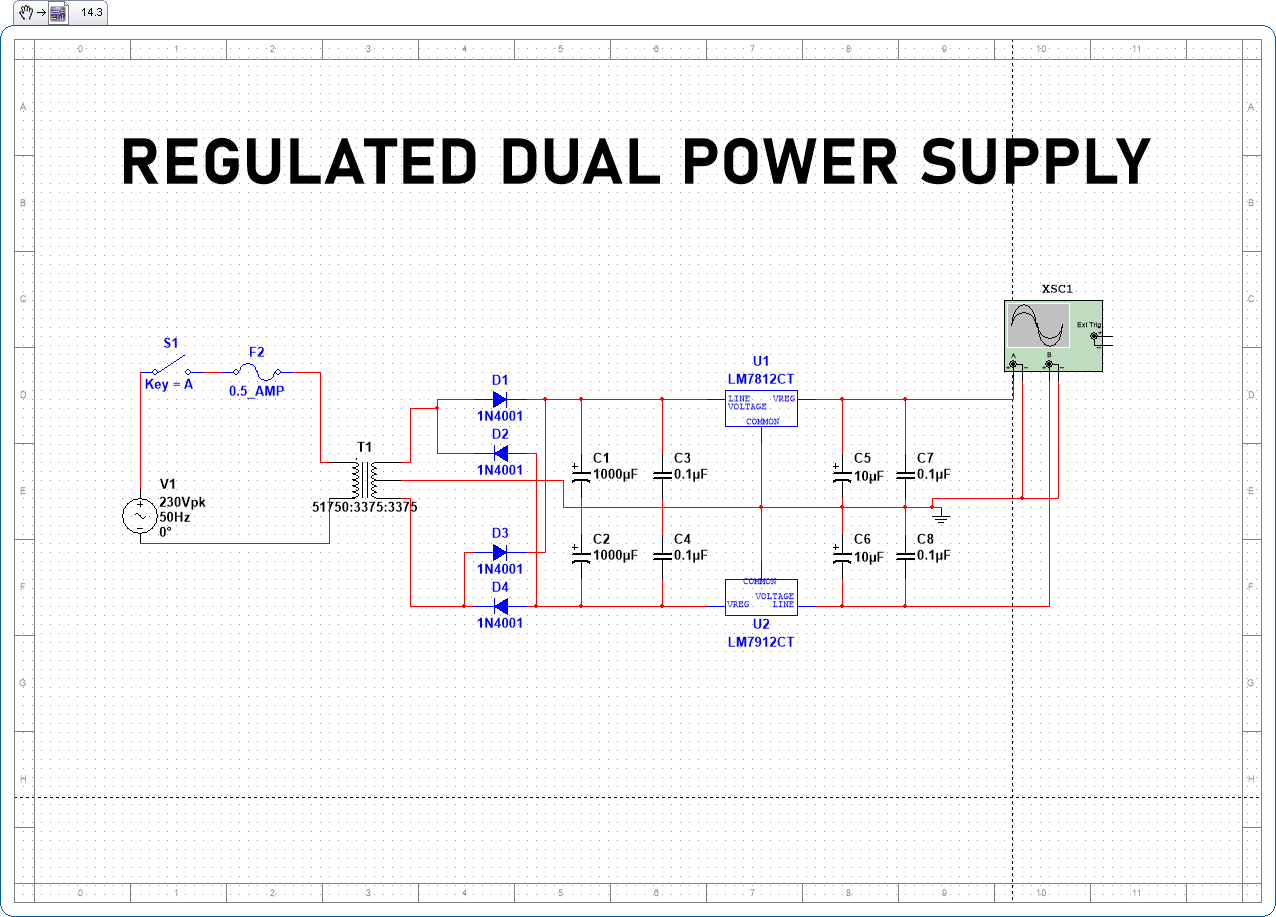 14.3
0 1 2 3 4 5 6 7 8 9 10 11
A A
REGULATED DUAL POWER SUPPLY
B B
XSC1
C C
Ext Trig
+
-
A B
+ - + -
S1
Key = A
F2
0.5_AMP
D1
1N4001
U1
LM7812CT
LINE VREG
VOLTAGE
COMMON
D D
D2
1N4001
T1
51750:3375:3375
V1
230Vpk
50Hz
0°
C1
1000µF
C3
0.1µF
C5
10µF
C7
0.1µF
E E
D3
1N4001
C2
1000µF
C4
0.1µF
C6
10µF
C8
0.1µF
D4
1N4001
COMMON
VOLTAGE
VREG LINE
U2
LM7912CT
F F
G G
H H
0 1 2 3 4 5 6 7 8 9 10 11